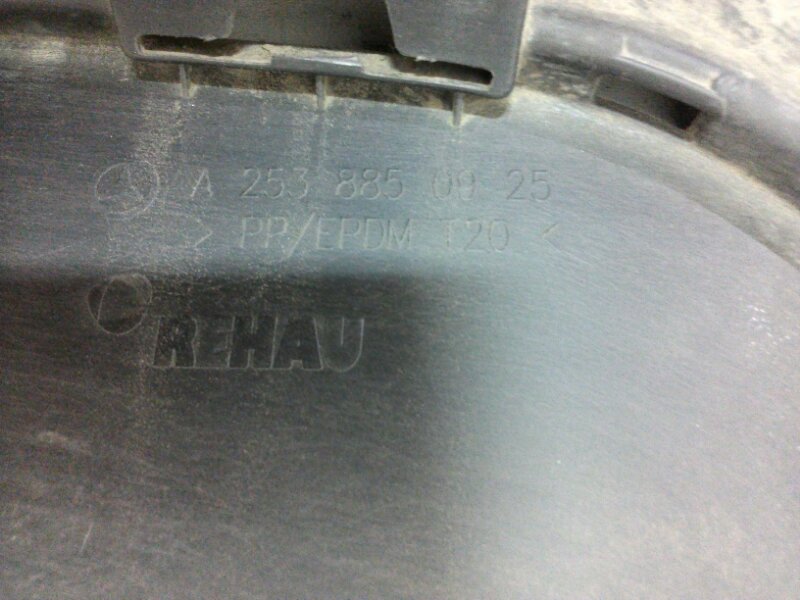 A 253 885 09 25
> PP/EPDM T20 <
REHAU